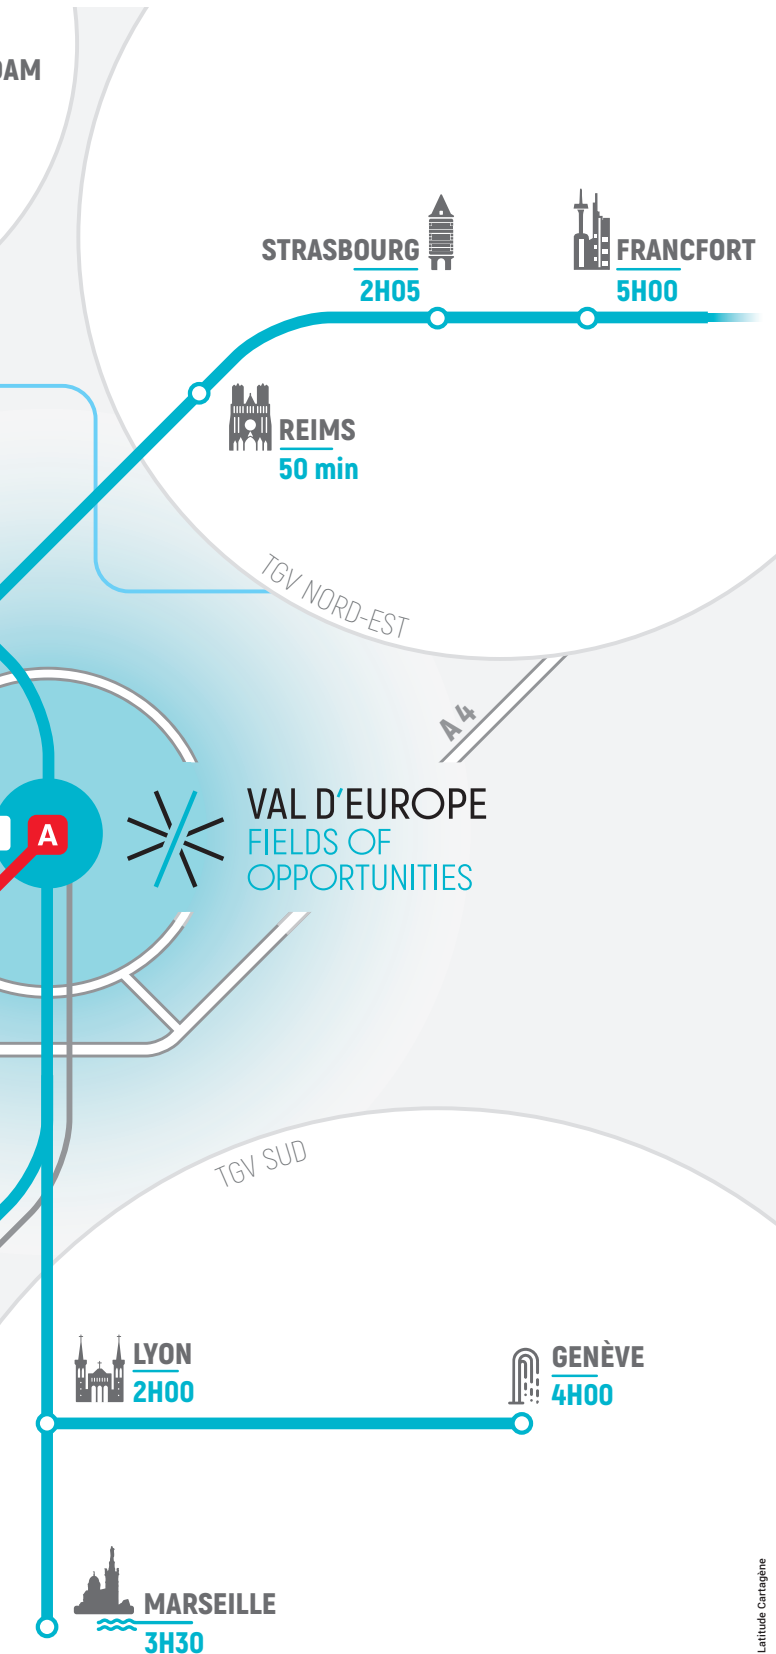 DAM
STRASBOURG
2H05
FRANCFORT
5H00
REIMS
50 min
TGV NORD-EST
A4
VAL D'EUROPE
FIELDS OF
OPPORTUNITIES
A
TGV SUD
LYON
2H00
GENÈVE
4H00
MARSEILLE
3H30
Latitude Cartagène